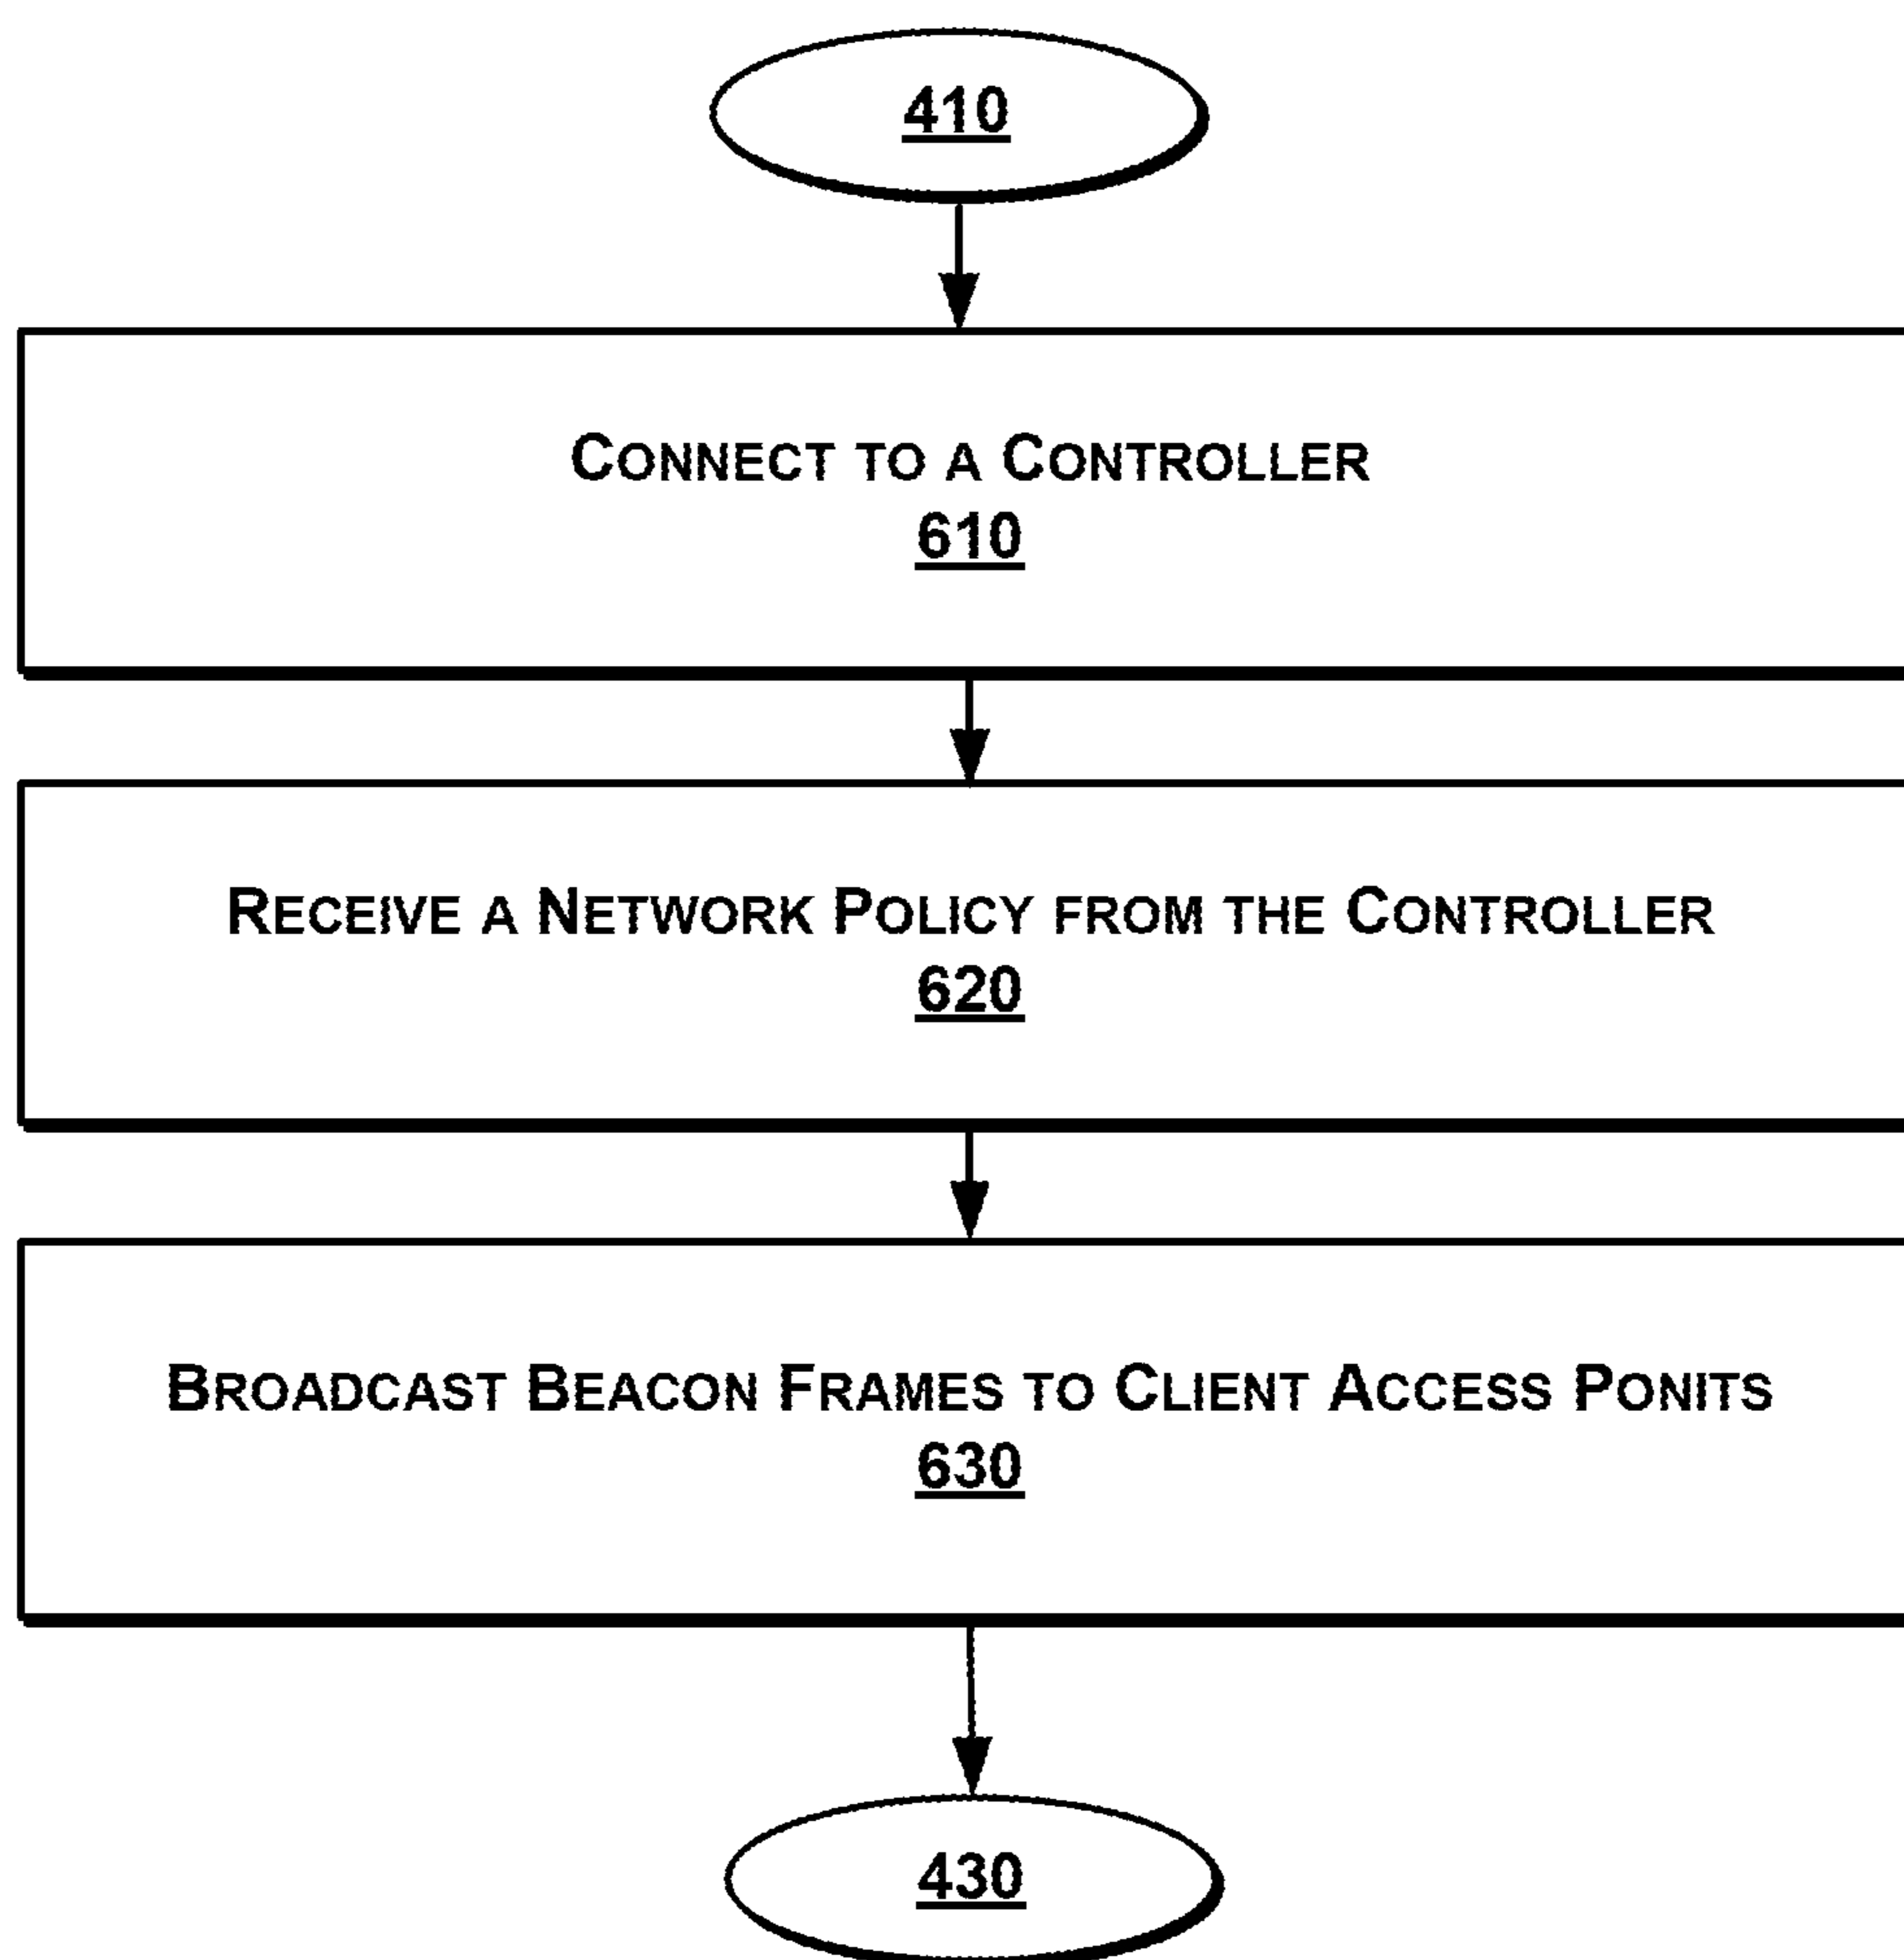 410
CONNECT TO A CONTROLLER
610
RECEIVE A NETWORK POLICY FROM THE CONTROLLER
620
BROADCAST BEACON FRAMES TO CLIENT ACCESS PONITS
630
430